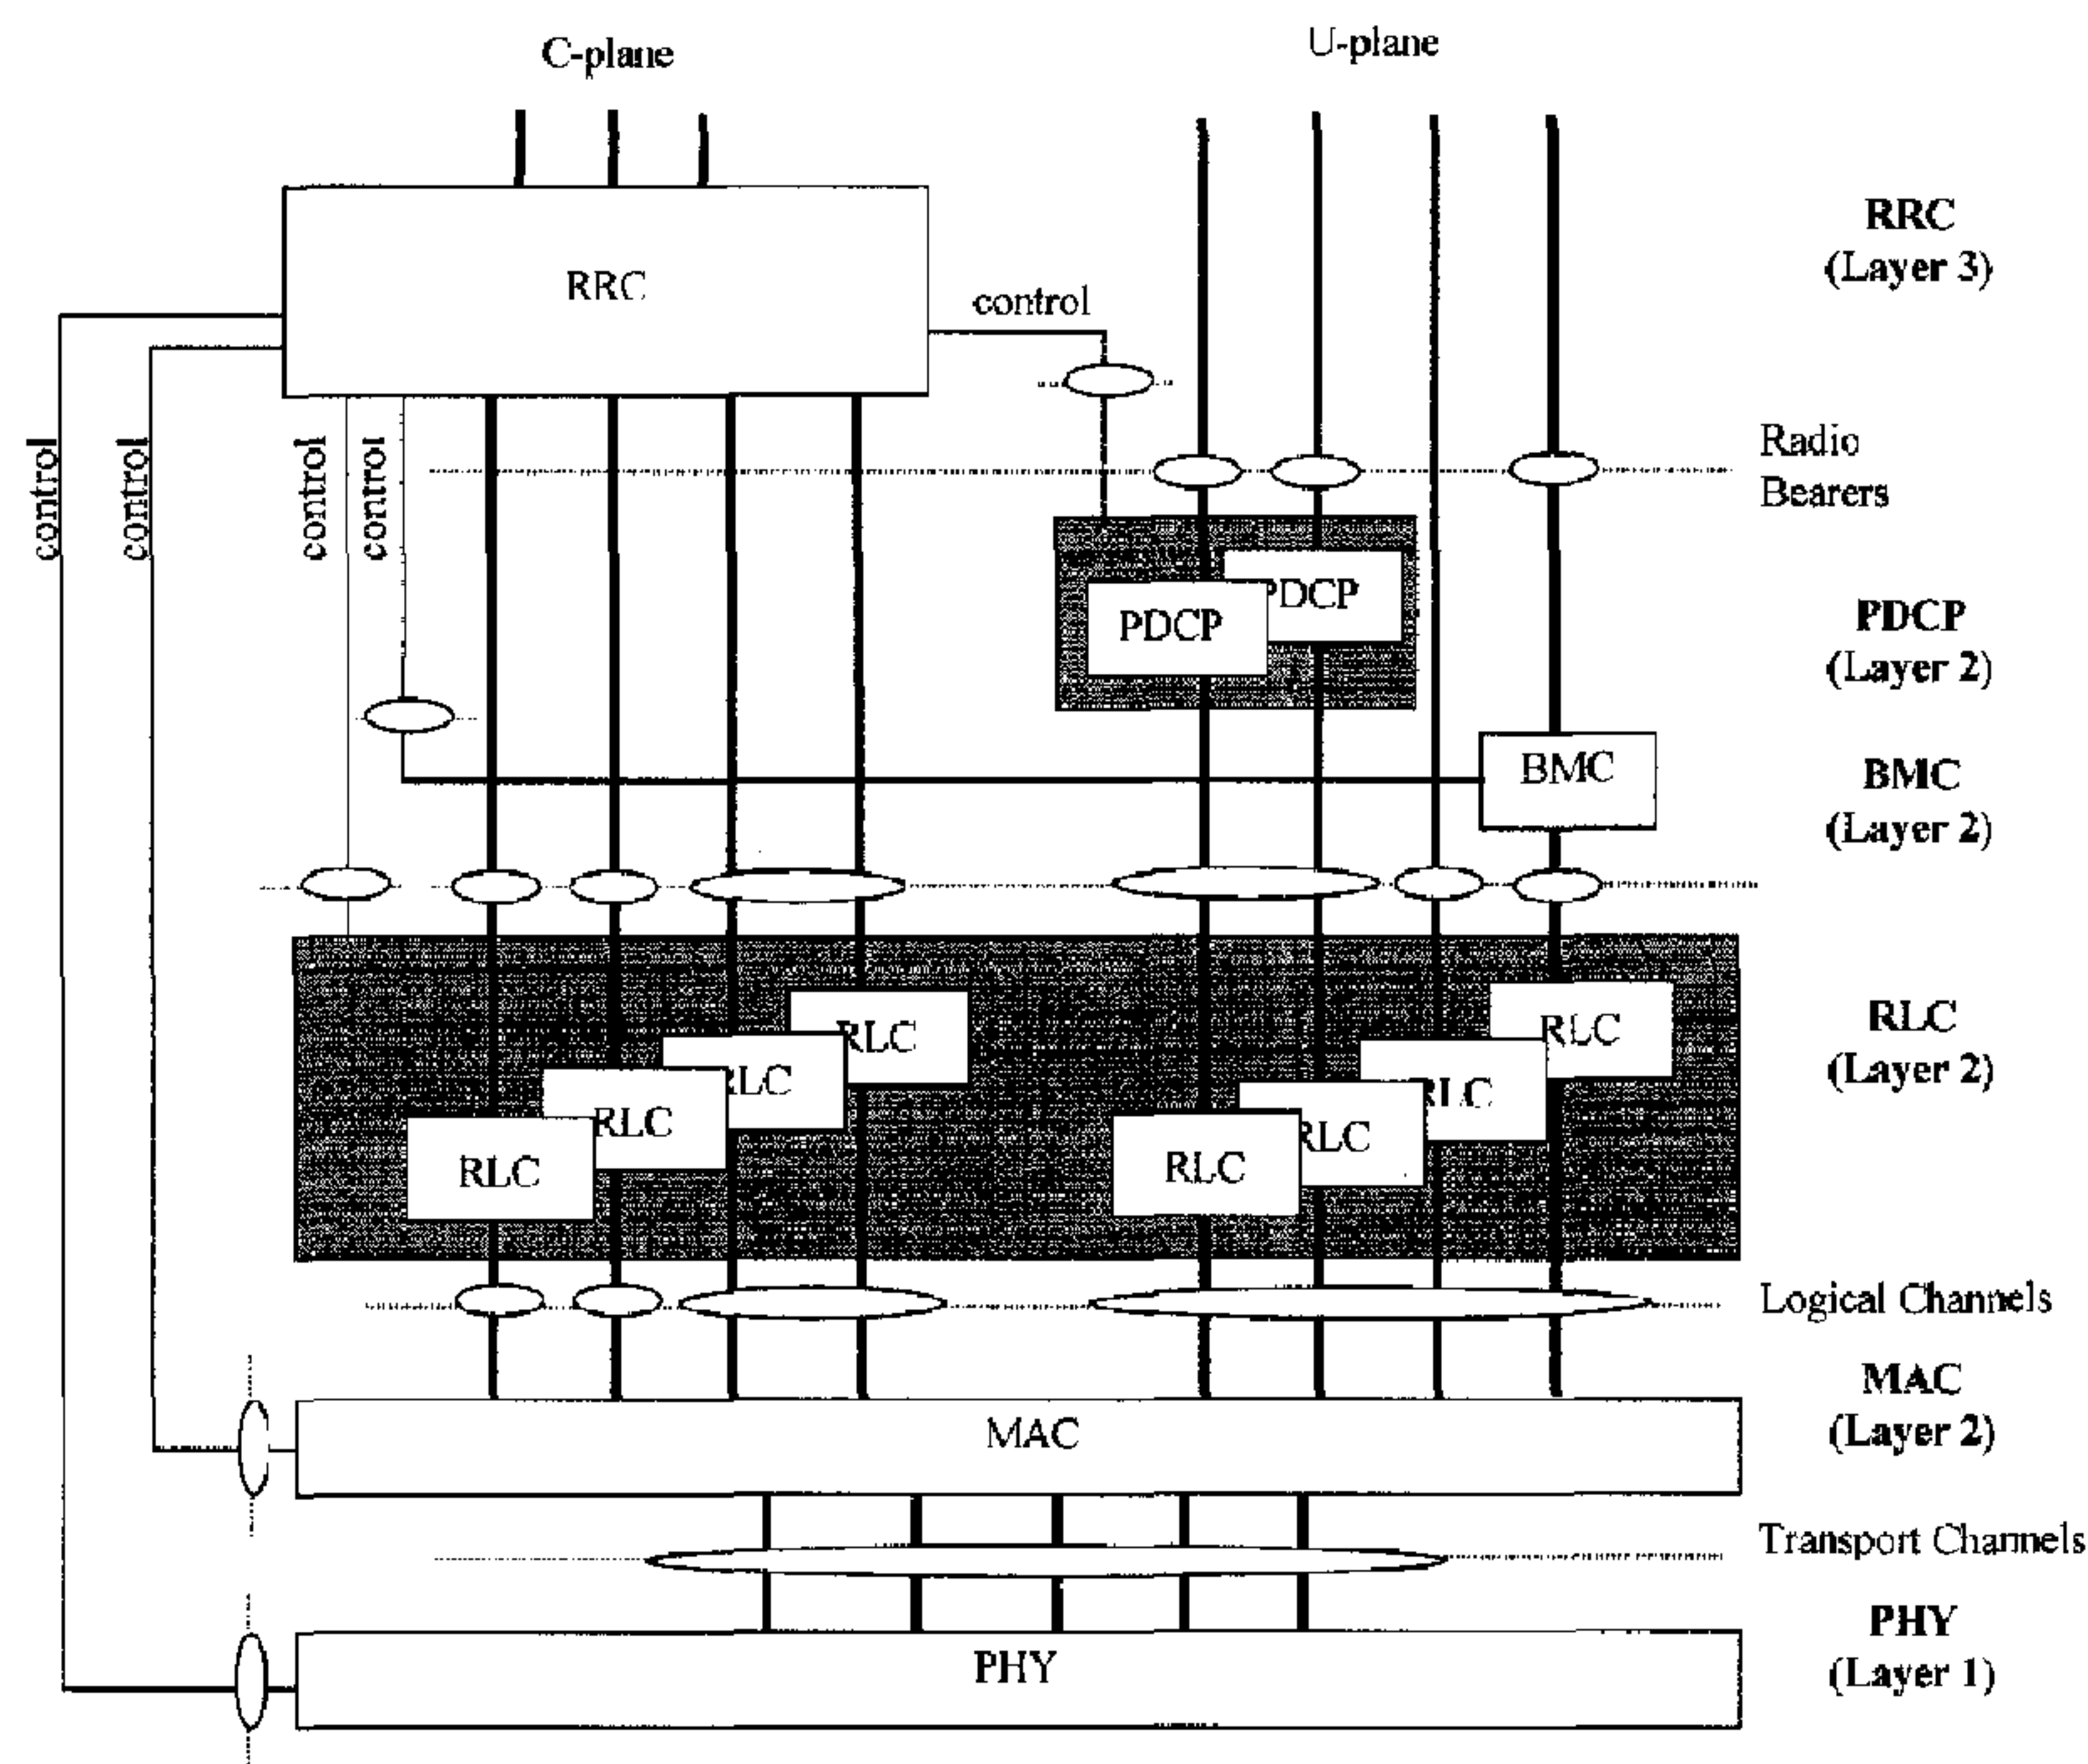 C-plane
U-plane
RRC
(Layer 3)
RRC
control
control
control
control
control
Radio
Bearers
PDCP
PDCP
PDCP
(Layer 2)
BMC
BMC
(Layer 2)
RLC
RLC
RLC
RLC
RLC
RLC
RLC
RLC
RLC
(Layer 2)
Logical Channels
MAC
(Layer 2)
MAC
Transport Channels
PHY
(Layer 1)
PHY